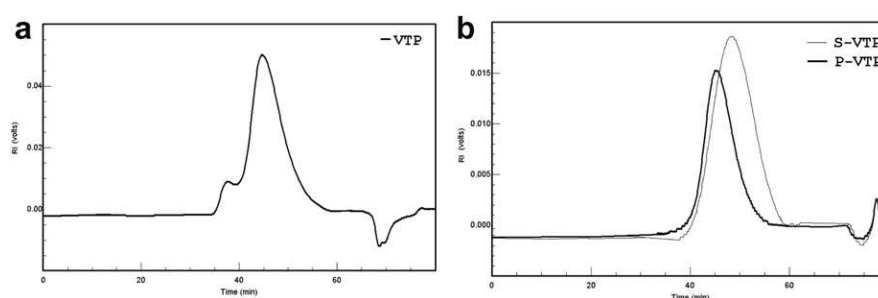 a
VTP
0.04
0.02
0.00
RI (volts)
0 20 40 60
Time (min)
b
S-VTP
P-VTP
0.015
0.010
0.005
0.000
RI (volts)
0 20 40 60
Time (min)